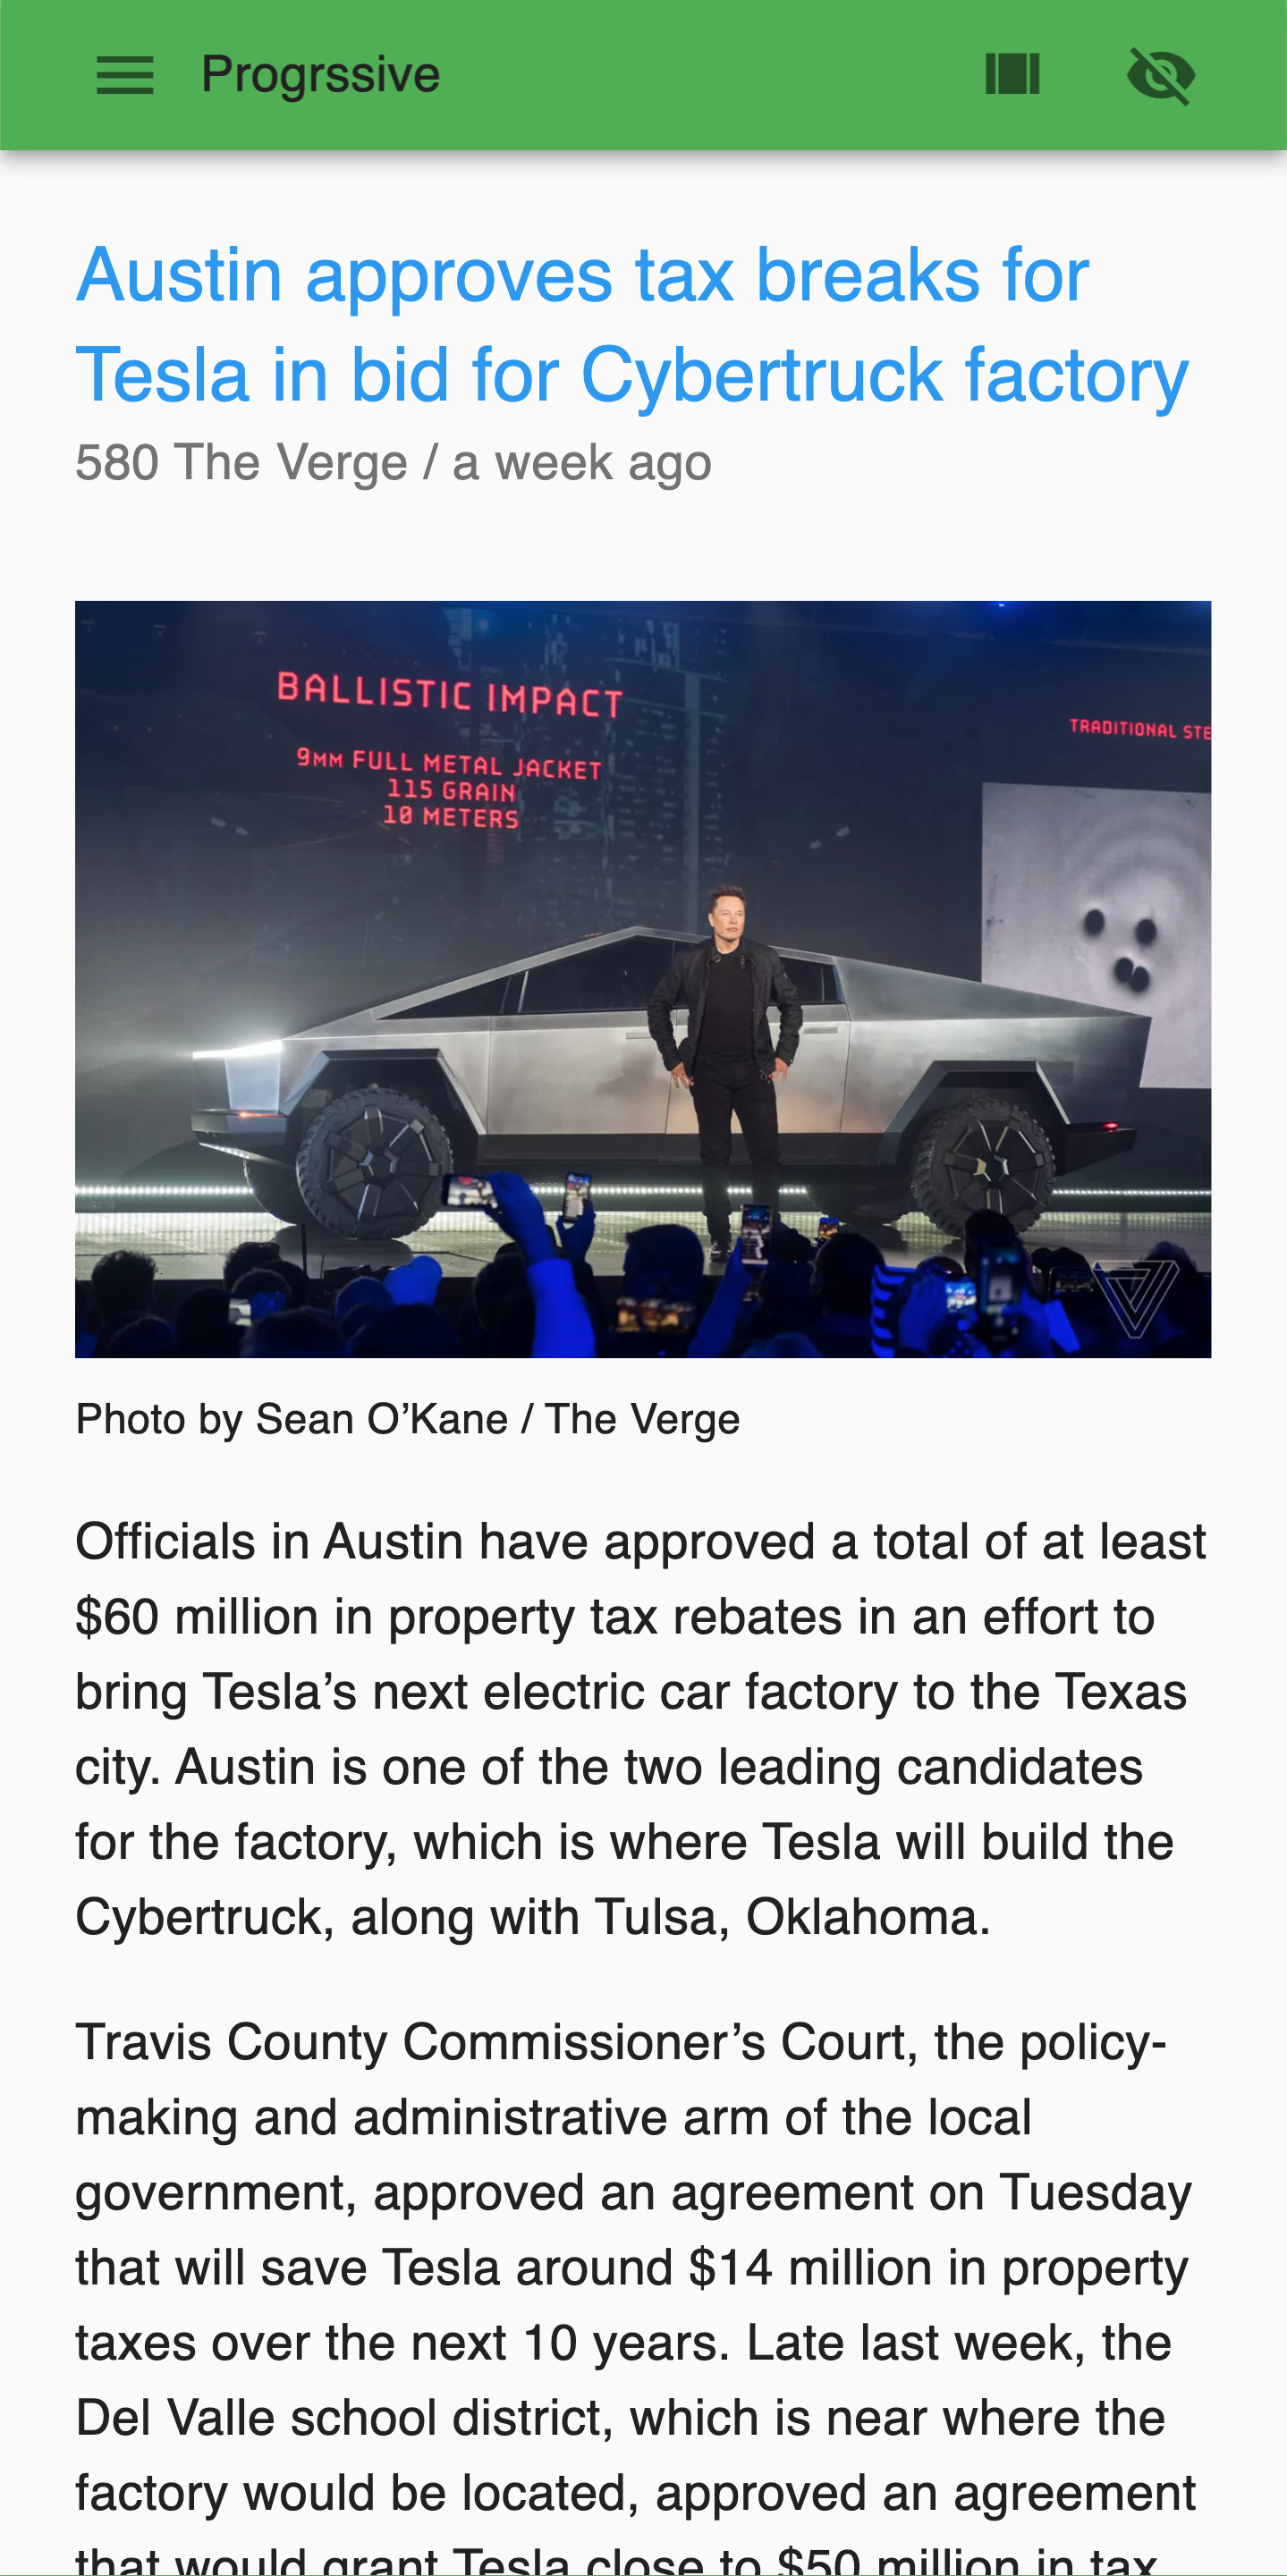 Progrssive
Austin approves tax breaks for
Tesla in bid for Cybertruck factory
580 The Verge / a week ago
BALLISTIC IMPACT
9MM FULL METAL JACKET
115 GRAIN
10 METERS
TRADITIONAL STE
Photo by Sean O’Kane / The Verge
Officials in Austin have approved a total of at least
$60 million in property tax rebates in an effort to
bring Tesla’s next electric car factory to the Texas
city. Austin is one of the two leading candidates
for the factory, which is where Tesla will build the
Cybertruck, along with Tulsa, Oklahoma.
Travis County Commissioner’s Court, the policy-
making and administrative arm of the local
government, approved an agreement on Tuesday
that will save Tesla around $14 million in property
taxes over the next 10 years. Late last week, the
Del Valle school district, which is near where the
factory would be located, approved an agreement
that would grant Tesla close to $50 million in tax